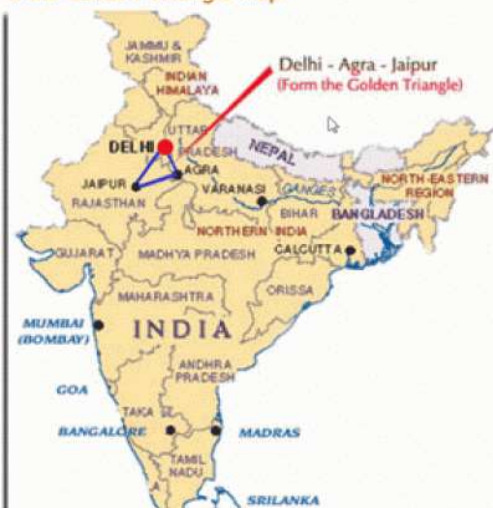 JAMMU &
KASHMIR
Delhi - Agra - Jaipur
(Form the Golden Triangle)
INDIAN
HIMALAYA
UTTAR
PRADESH
DELHI
NEPAL
AGRA
JAIPUR
VARANASI
GANGES
NORTH-EASTERN
REGION
RAJASTHAN
BIHAR
BANGLADESH
NORTHERN INDIA
GUJARAT
MADHYA PRADESH
CALCUTTA
MAHARASHTRA
ORISSA
MUMBAI
(BOMBAY)
INDIA
ANDHRA
PRADESH
GOA
TAKA
BANGALORE
MADRAS
TAMIL
NADU
A
SRILANKA